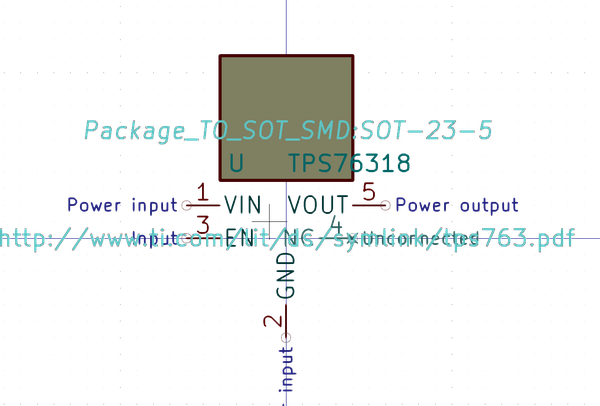 Package_TO_SOT_SMD:SOT-23-5
U TPS76318
Power input 1 VIN VOUT 5 Power output
http://www.ti.com/lit/ds/symlink/tps763.pdf
Input 3 EN NC 4 Unconnected
GND
2
input